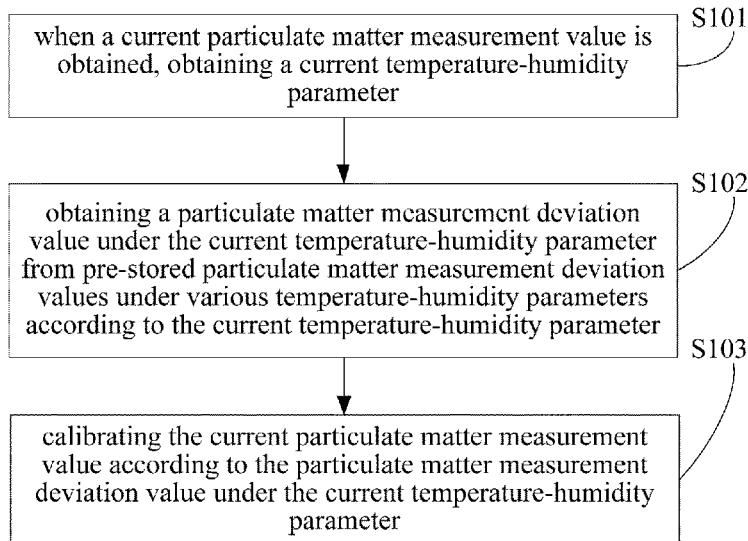 S101
when a current particulate matter measurement value is
obtained, obtaining a current temperature-humidity
parameter
S102
obtaining a particulate matter measurement deviation
value under the current temperature-humidity parameter
from pre-stored particulate matter measurement deviation
values under various temperature-humidity parameters
according to the current temperature-humidity parameter
S103
calibrating the current particulate matter measurement
value according to the particulate matter measurement
deviation value under the current temperature-humidity
parameter